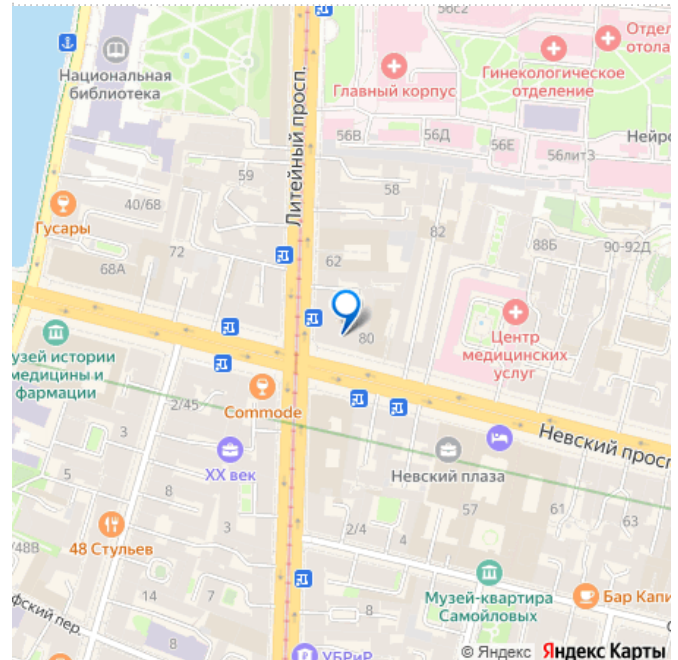 56с2
Отдел
отола
Национальная
библиотека
Литейный просп.
Главный корпус
Гинекологическое
отделение
56В
56Д
56Е
56лит3
Нейро
59
58
40/68
Гусары
82
72
88Б
90-92Д
68А
62
80
Центр
медицинских
услуг
узей истории
медицины и
фармации
Commode
2/45
Невский просп
3
ХХ век
Невский плаза
5
8
57
61
63
3
2/4
4
/48В
48 Стульев
14
7
8
Музей-квартира
Самойловых
Бар Капи
фский пер.
8
УБРиР
© Яндекс Яндекс Карты